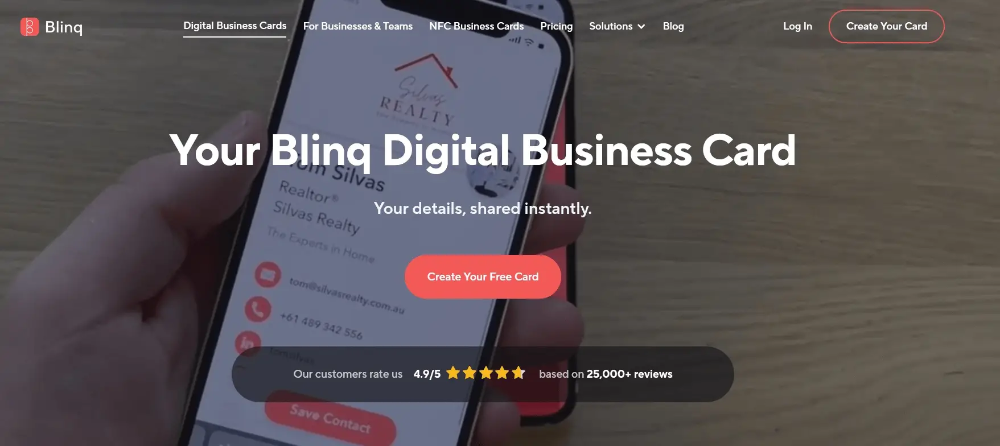 Blinq
Digital Business Cards
For Businesses & Teams
NFC Business Cards
Pricing
Solutions
Blog
Log In
Create Your Card
Silvas
REALTY
Your Blinq Digital Business Card
Tom Silvas
Realtor®
Silvas Realty
The Experts in Home
Your details, shared instantly.
Create Your Free Card
tom@silvasrealty.com.au
+61 489 342 556
in
tomsilvas
Our customers rate us 4.9/5 based on 25,000+ reviews
Save Contact